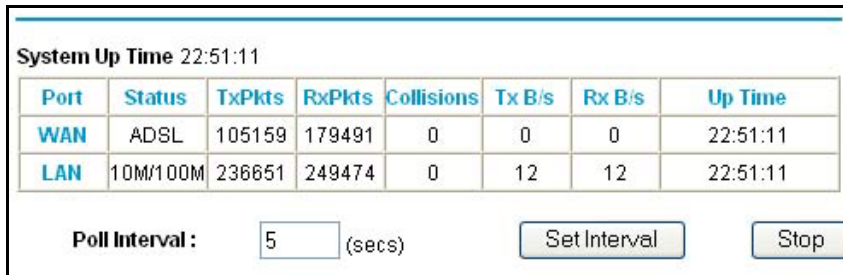 System Up Time 22:51:11
Port Status TxPkts RxPkts Collisions Tx B/s Rx B/s Up Time
WAN ADSL 105159 179491 0 0 0 22:51:11
LAN 10M/100M 236651 249474 0 12 12 22:51:11
Poll Interval : 5 (secs) Set Interval Stop